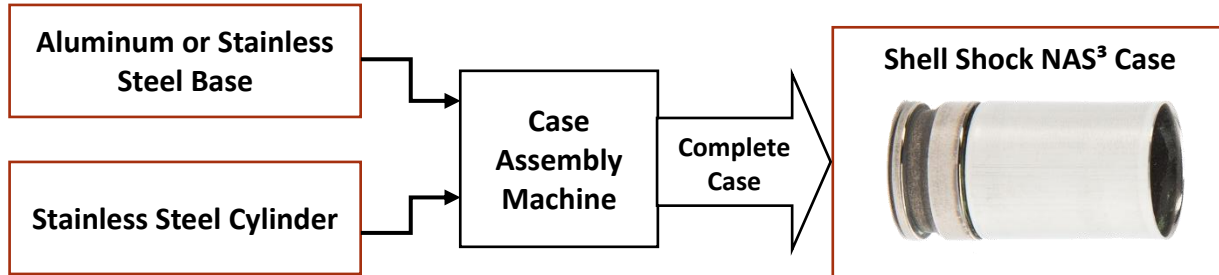 Aluminum or Stainless
Steel Base
Stainless Steel Cylinder
Case
Assembly
Machine
Complete
Case
Shell Shock NAS³ Case